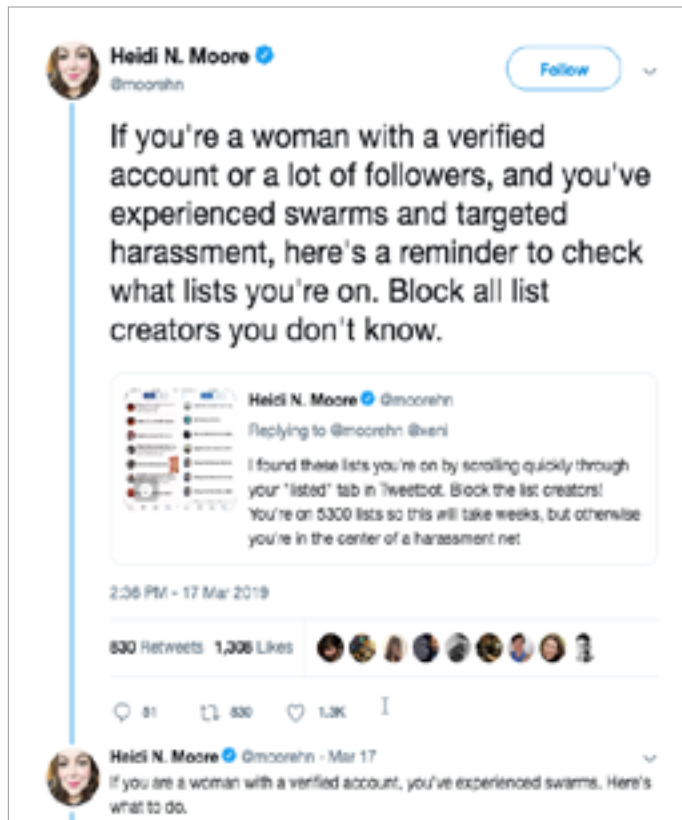 Heidi N. Moore
@moorehn
Follow
If you're a woman with a verified
account or a lot of followers, and you've
experienced swarms and targeted
harassment, here's a reminder to check
what lists you're on. Block all list
creators you don't know.
Heidi N. Moore @moorehn
Replying to @moorehn @xeni
I found these lists you're on by scrolling quickly through
your "listed" tab in Tweetbot. Block the list creators!
You're on 5300 lists so this will take weeks, but otherwise
you're in the center of a harassment net
2:36 PM - 17 Mar 2019
830 Retweets 1,306 Likes
81 830 1.3K
Heidi N. Moore @moorehn - Mar 17
If you are a woman with a verified account, you've experienced swarms. Here's
what to do.